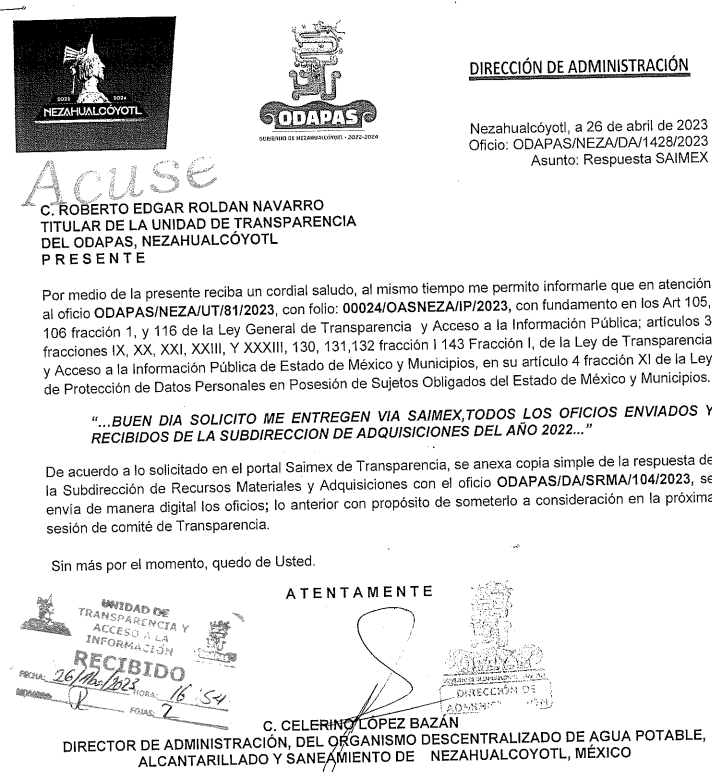 2022 2024
NEZAHUALCÓYOTL
ODAPAS
GOBIERNO DE NEZAHUALCÓYOTL · 2022-2024
DIRECCIÓN DE ADMINISTRACIÓN
Nezahualcóyotl, a 26 de abril de 2023
Oficio: ODAPAS/NEZA/DA/1428/2023
Asunto: Respuesta SAIMEX
Acuse
C. ROBERTO EDGAR ROLDAN NAVARRO
TITULAR DE LA UNIDAD DE TRANSPARENCIA
DEL ODAPAS, NEZAHUALCÓYOTL
P R E S E N T E
Por medio de la presente reciba un cordial saludo, al mismo tiempo me permito informarle que en atención
al oficio ODAPAS/NEZA/UT/81/2023, con folio: 00024/OASNEZA/IP/2023, con fundamento en los Art 105,
106 fracción 1, y 116 de la Ley General de Transparencia y Acceso a la Información Pública; artículos 3
fracciones IX, XX, XXI, XXIII, Y XXXIII, 130, 131,132 fracción I 143 Fracción I, de la Ley de Transparencia
y Acceso a la Información Pública de Estado de México y Municipios, en su artículo 4 fracción XI de la Ley
de Protección de Datos Personales en Posesión de Sujetos Obligados del Estado de México y Municipios.
“...BUEN DIA SOLICITO ME ENTREGEN VIA SAIMEX,TODOS LOS OFICIOS ENVIADOS Y
RECIBIDOS DE LA SUBDIRECCION DE ADQUISICIONES DEL AÑO 2022...”
De acuerdo a lo solicitado en el portal Saimex de Transparencia, se anexa copia simple de la respuesta de
la Subdirección de Recursos Materiales y Adquisiciones con el oficio ODAPAS/DA/SRMA/104/2023, se
envía de manera digital los oficios; lo anterior con propósito de someterlo a consideración en la próxima
sesión de comité de Transparencia.
Sin más por el momento, quedo de Usted.
A T E N T A M E N T E
UNIDAD DE
TRANSPARENCIA Y
ACCESO A LA
INFORMACIÓN
RECIBIDO
FECHA: 26/Abr/2023 HORA: 16:54
NOMBRE: FOJAS: 2
DIRECCIÓN DE
C. CELERINO LÓPEZ BAZÁN
DIRECTOR DE ADMINISTRACIÓN, DEL ORGANISMO DESCENTRALIZADO DE AGUA POTABLE,
ALCANTARILLADO Y SANEAMIENTO DE NEZAHUALCOYOTL, MÉXICO